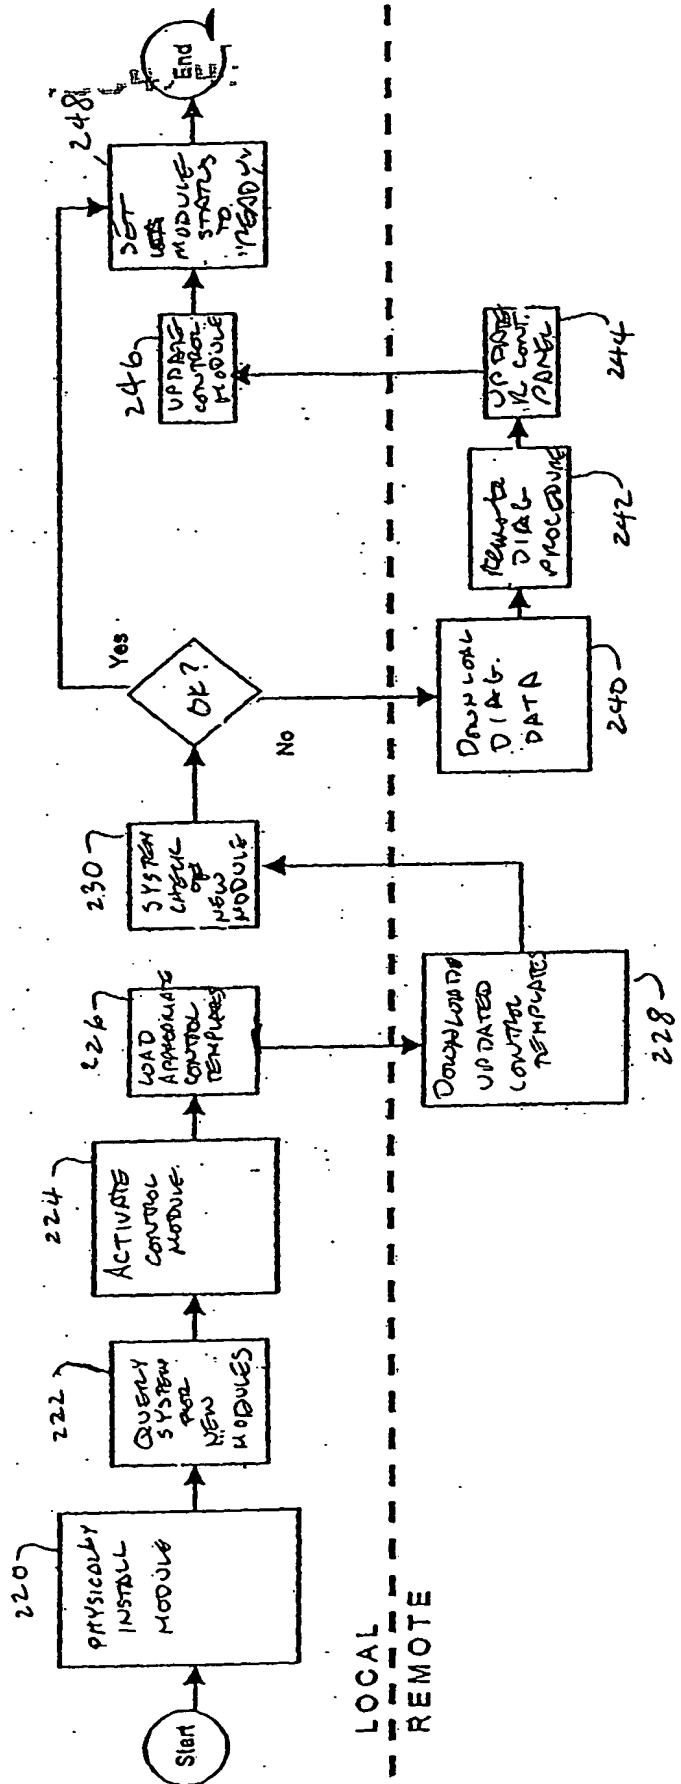 Start
220
PHYSICALLY
INSTALL
MODULE
222
QUERY
SYSTEM
FOR
NEW
MODULES
224
ACTIVATE
CONTROL
MODULE.
226
LOAD
APPROPRIATE
CONTROL
TEMPLATES
230
SYSTEM
CHECK
OF
NEW
MODULE
OK?
Yes
No
246
UPDATE
CONTROL
MODULE
248
SET
MODULE
STATUS
TO
"READY"
End
LOCAL
REMOTE
DOWNLOAD
UPDATED
CONTROL
TEMPLATES
228
DOWNLOAD
DIAG.
DATA
240
REMOTE
DIAG
PROCEDURE
242
UPDATE
CONT.
PANEL
244